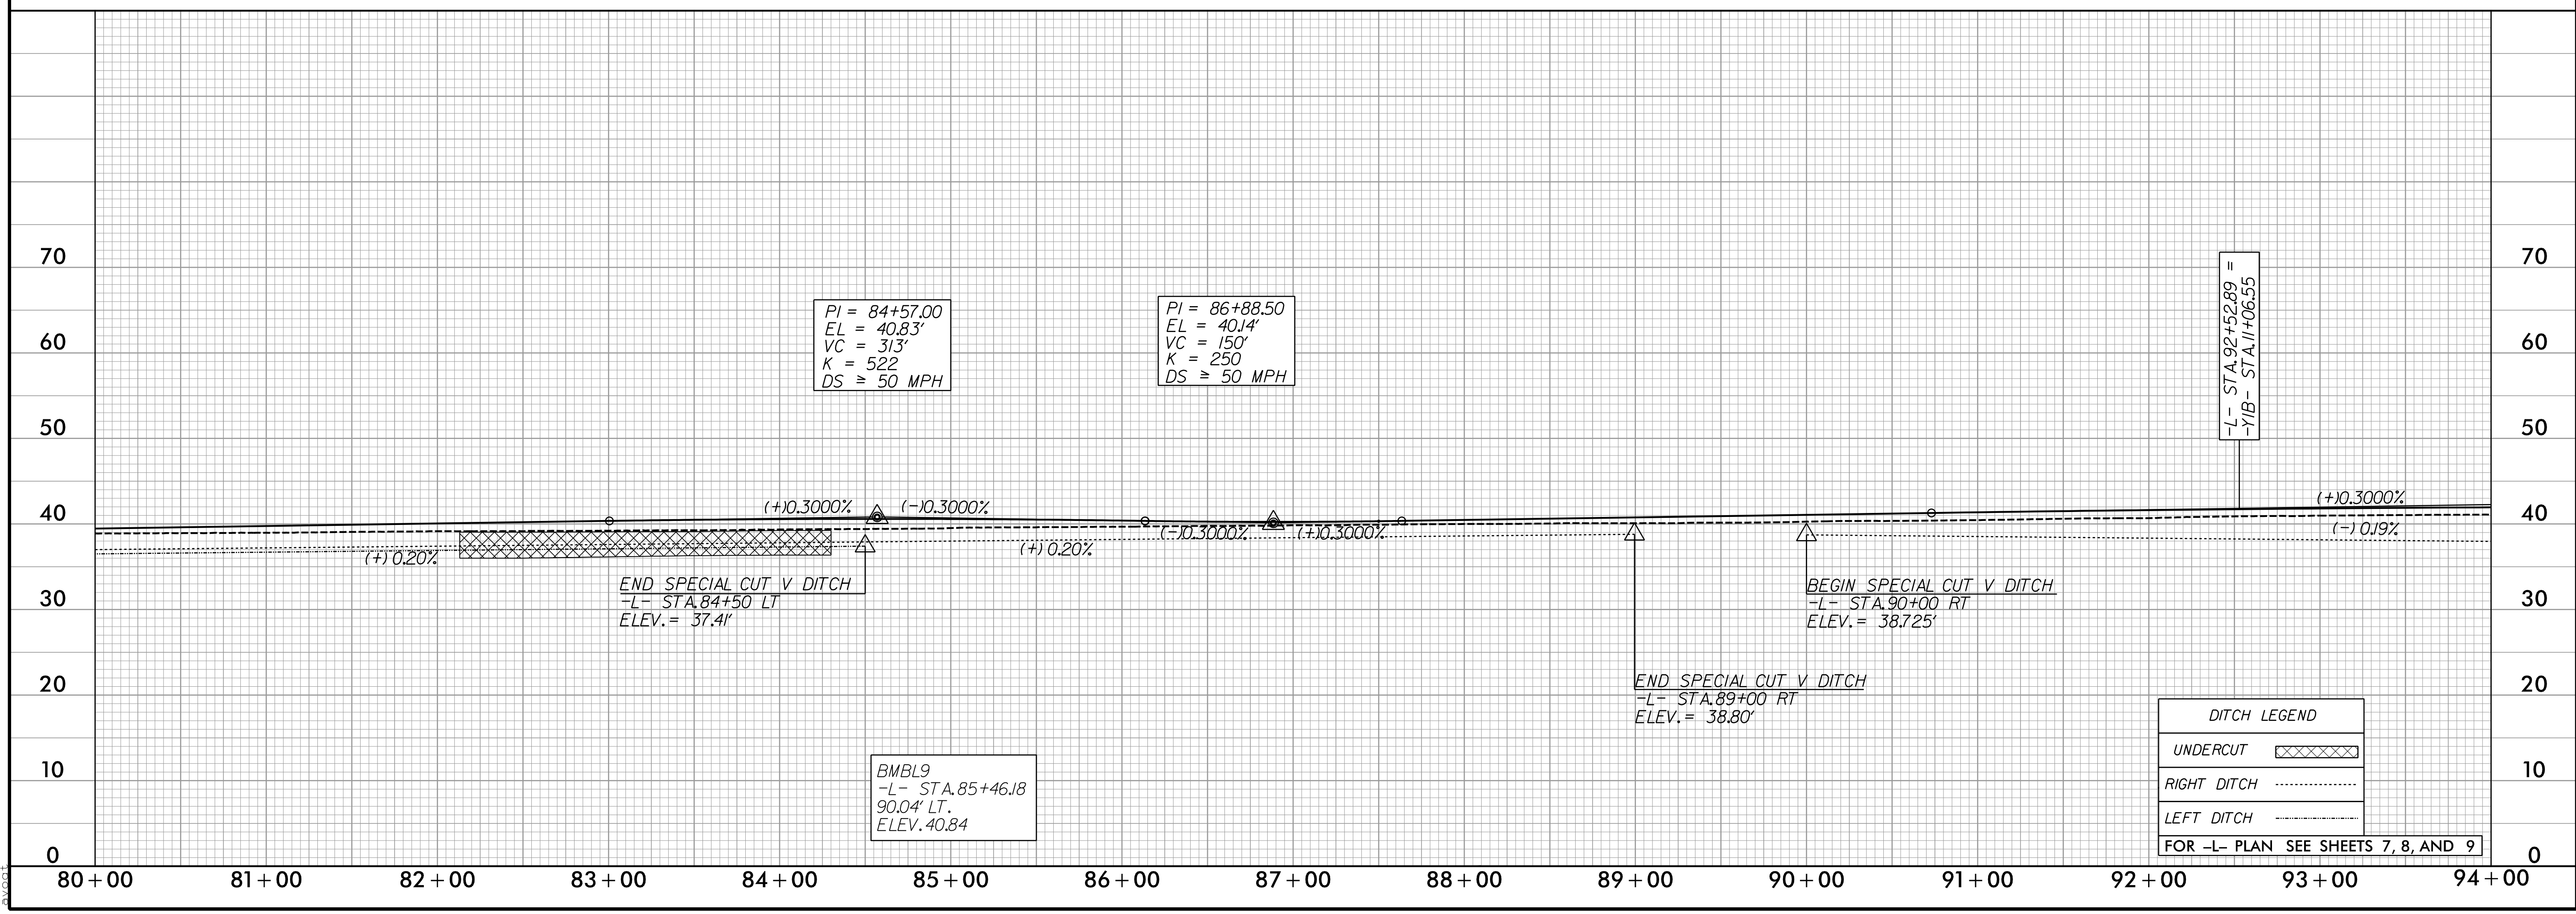 70
70
60
60
50
50
40
40
30
30
20
20
10
10
0
0
PI = 84+57.00
EL = 40.83'
VC = 313'
K = 522
DS ≥ 50 MPH
PI = 86+88.50
EL = 40.14'
VC = 150'
K = 250
DS ≥ 50 MPH
-L- STA.92+52.89 =
-Y1B- STA.11+06.55
(+)0.3000%
(-)0.3000%
(-)0.3000%
(+)0.3000%
(+)0.3000%
(-) 0.19%
(+) 0.20%
(+) 0.20%
END SPECIAL CUT V DITCH
-L- STA.84+50 LT
ELEV.= 37.41'
BEGIN SPECIAL CUT V DITCH
-L- STA.90+00 RT
ELEV.= 38.725'
END SPECIAL CUT V DITCH
-L- STA.89+00 RT
ELEV.= 38.80'
BMBL9
-L- STA.85+46.18
90.04' LT.
ELEV.40.84
DITCH LEGEND
UNDERCUT
RIGHT DITCH
LEFT DITCH
FOR -L- PLAN SEE SHEETS 7, 8, AND 9
80+00 81+00 82+00 83+00 84+00 85+00 86+00 87+00 88+00 89+00 90+00 91+00 92+00 93+00 94+00